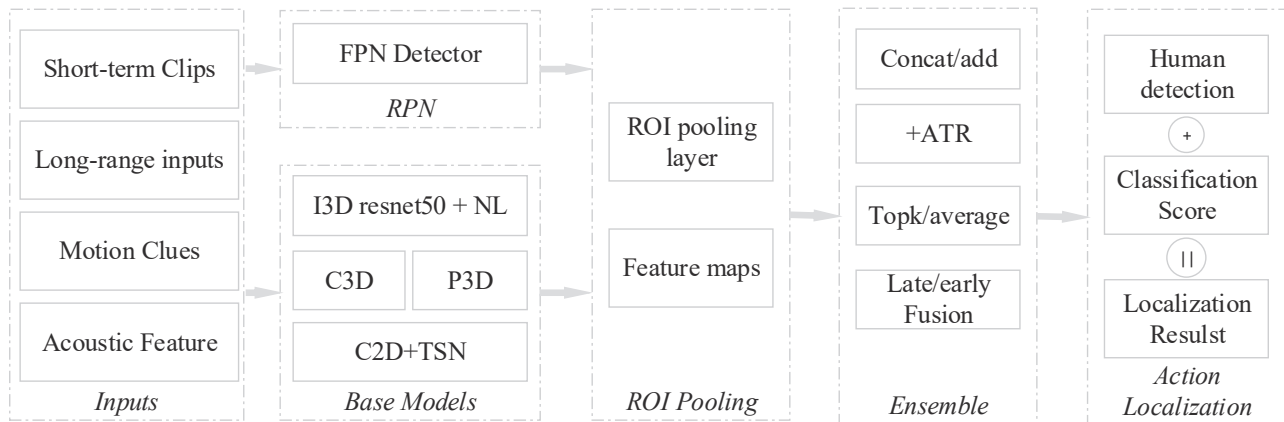 Short-term Clips
Long-range inputs
Motion Clues
Acoustic Feature
Inputs
FPN Detector
RPN
I3D resnet50 + NL
C3D
P3D
C2D+TSN
Base Models
ROI pooling
layer
Feature maps
ROI Pooling
Concat/add
+ATR
Topk/average
Late/early
Fusion
Ensemble
Human
detection
+
Classification
Score
||
Localization
Resulst
Action
Localization